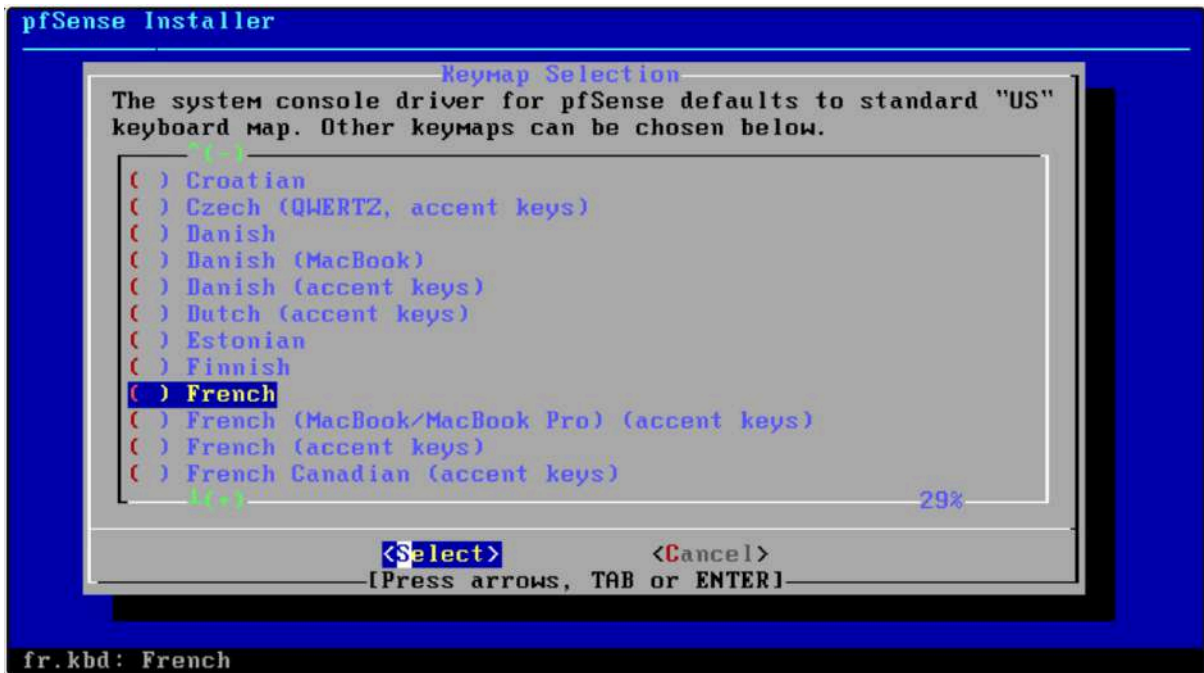 pfSense Installer
Keymap Selection
The system console driver for pfSense defaults to standard "US"
keyboard map. Other keymaps can be chosen below.
^(-)
( ) Croatian
( ) Czech (QWERTZ, accent keys)
( ) Danish
( ) Danish (MacBook)
( ) Danish (accent keys)
( ) Dutch (accent keys)
( ) Estonian
( ) Finnish
( ) French
( ) French (MacBook/MacBook Pro) (accent keys)
( ) French (accent keys)
( ) French Canadian (accent keys)
↓(+) 29%
<Select> <Cancel>
[Press arrows, TAB or ENTER]
fr.kbd: French